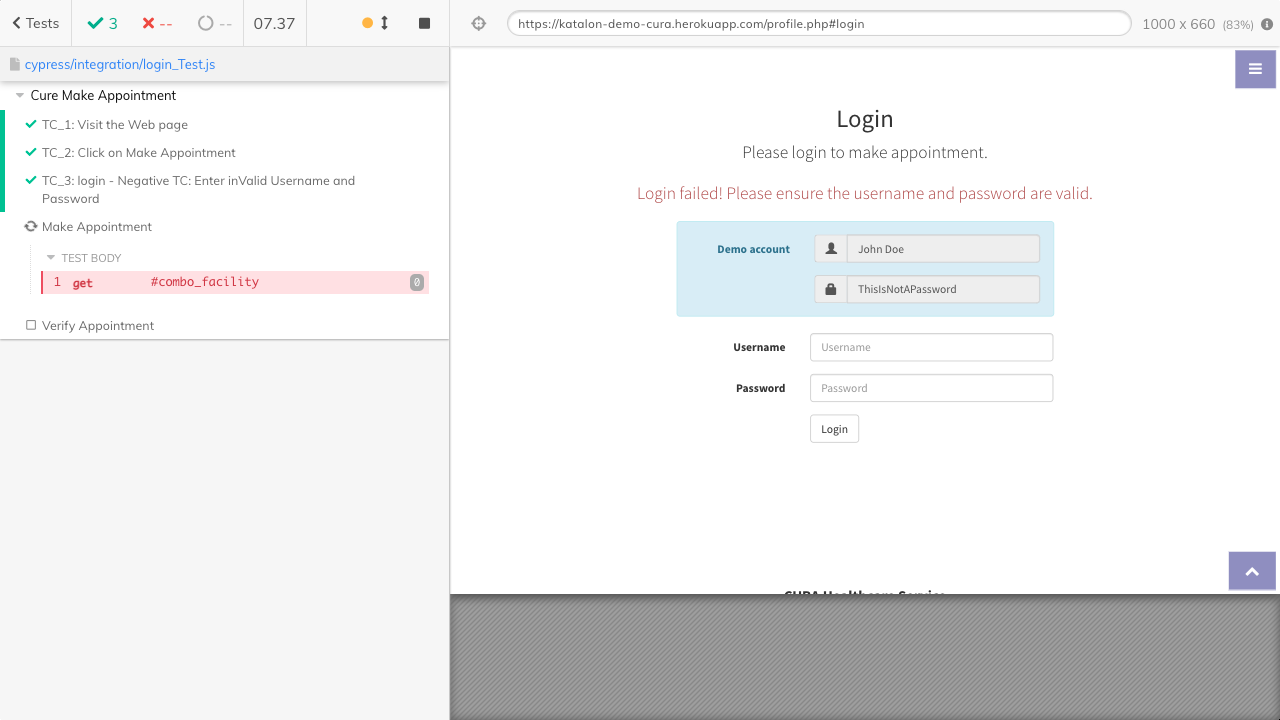 Tests
3
--
--
07.37
https://katalon-demo-cura.herokuapp.com/profile.php#login
1000 x 660 (83%)
cypress/integration/login_Test.js
Cure Make Appointment
TC_1: Visit the Web page
TC_2: Click on Make Appointment
TC_3: login - Negative TC: Enter inValid Username and
Password
Make Appointment
TEST BODY
1 get #combo_facility 0
Verify Appointment
Login
Please login to make appointment.
Login failed! Please ensure the username and password are valid.
Demo account
John Doe
ThisIsNotAPassword
Username
Username
Password
Password
Login
CURA Healthcare Service